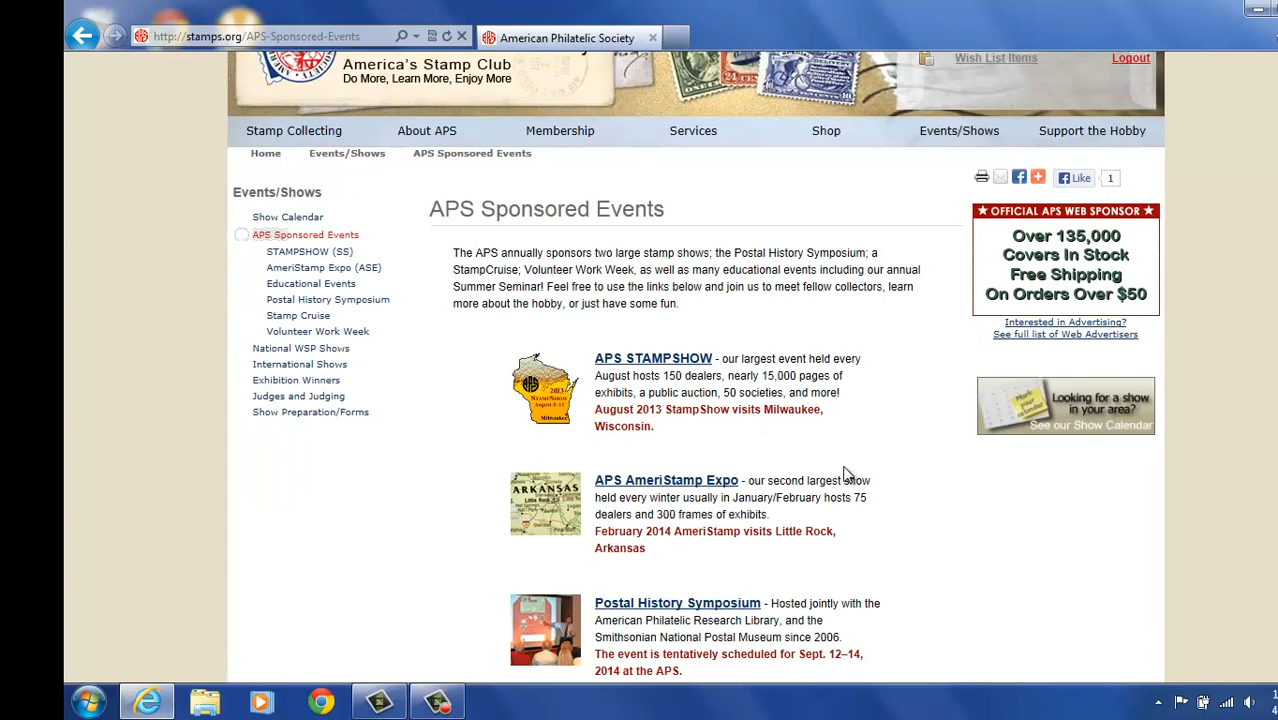 http://stamps.org/APS-Sponsored-Events
American Philatelic Society
America's Stamp Club
Do More, Learn More, Enjoy More
Wish List Items
Logout
Stamp Collecting
About APS
Membership
Services
Shop
Events/Shows
Support the Hobby
Home
Events/Shows
APS Sponsored Events
Like
1
Events/Shows
Show Calendar
APS Sponsored Events
STAMPSHOW (SS)
AmeriStamp Expo (ASE)
Educational Events
Postal History Symposium
Stamp Cruise
Volunteer Work Week
National WSP Shows
International Shows
Exhibition Winners
Judges and Judging
Show Preparation/Forms
APS Sponsored Events
The APS annually sponsors two large stamp shows; the Postal History Symposium; a
StampCruise; Volunteer Work Week, as well as many educational events including our annual
Summer Seminar! Feel free to use the links below and join us to meet fellow collectors, learn
more about the hobby, or just have some fun.
APS STAMPSHOW - our largest event held every
August hosts 150 dealers, nearly 15,000 pages of
exhibits, a public auction, 50 societies, and more!
August 2013 StampShow visits Milwaukee,
Wisconsin.
APS
2013
STAMPSHOW
August 8-11
Milwaukee
APS AmeriStamp Expo - our second largest show
held every winter usually in January/February hosts 75
dealers and 300 frames of exhibits.
February 2014 AmeriStamp visits Little Rock,
Arkansas
ARKANSAS
Postal History Symposium - Hosted jointly with the
American Philatelic Research Library, and the
Smithsonian National Postal Museum since 2006.
The event is tentatively scheduled for Sept. 12–14,
2014 at the APS.
★ OFFICIAL APS WEB SPONSOR ★
Over 135,000
Covers In Stock
Free Shipping
On Orders Over $50
Interested in Advertising?
See full list of Web Advertisers
Looking for a show
in your area?
See our Show Calendar